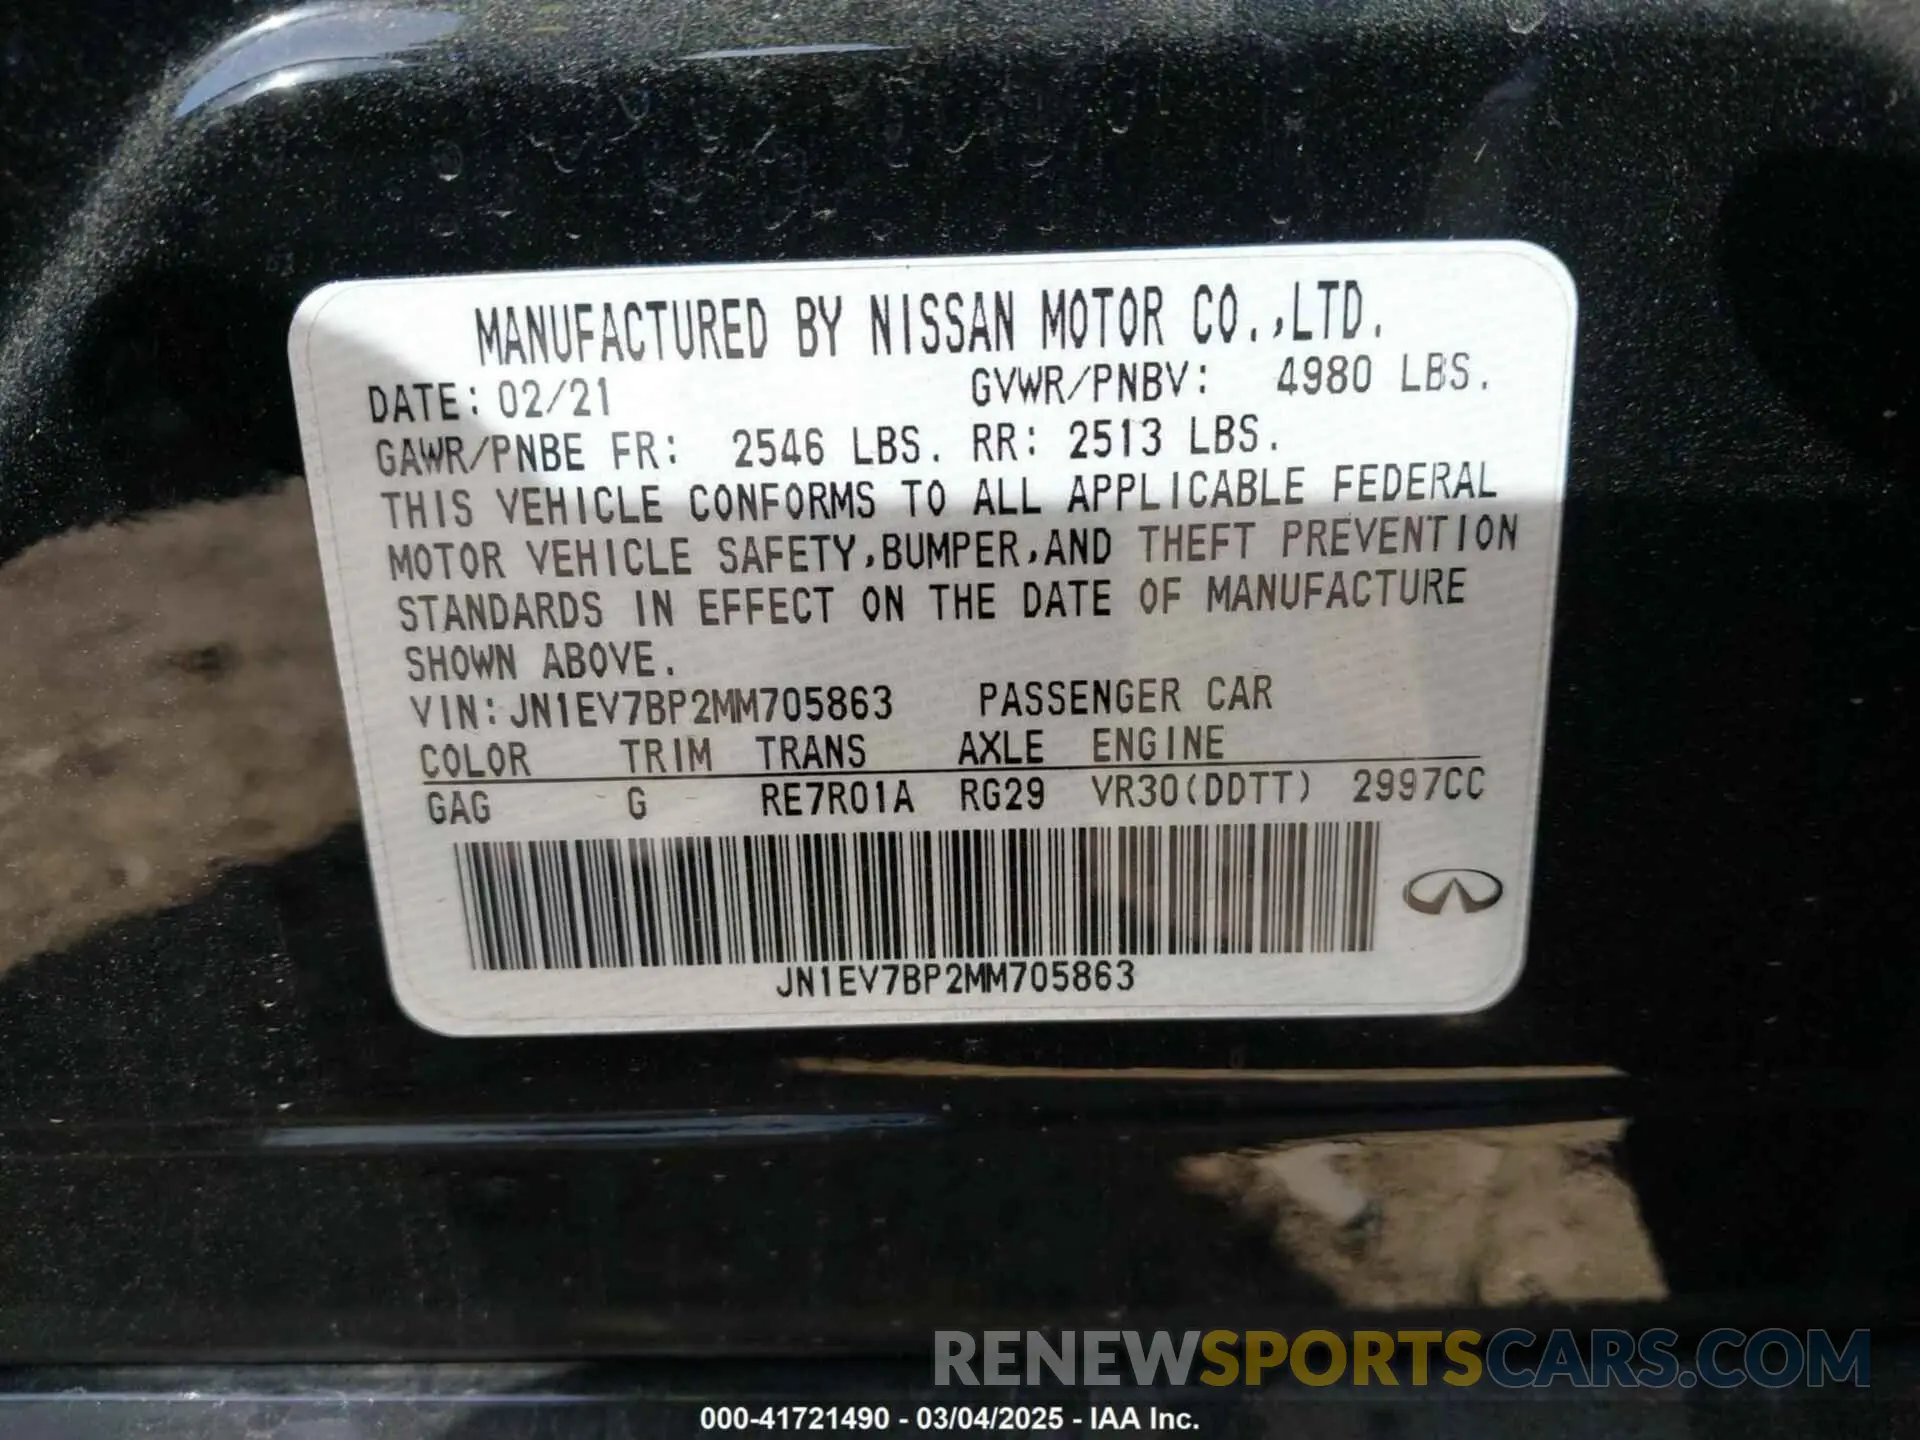 MANUFACTURED BY NISSAN MOTOR CO.,LTD.
DATE: 02/21 GVWR/PNBV: 4980 LBS.
GAWR/PNBE FR: 2546 LBS. RR: 2513 LBS.
THIS VEHICLE CONFORMS TO ALL APPLICABLE FEDERAL
MOTOR VEHICLE SAFETY,BUMPER,AND THEFT PREVENTION
STANDARDS IN EFFECT ON THE DATE OF MANUFACTURE
SHOWN ABOVE.
VIN:JN1EV7BP2MM705863 PASSENGER CAR
COLOR TRIM TRANS AXLE ENGINE
GAG G RE7R01A RG29 VR30(DDTT) 2997CC
JN1EV7BP2MM705863
RENEWSPORTSCARS.COM
000-41721490 - 03/04/2025 - IAA Inc.